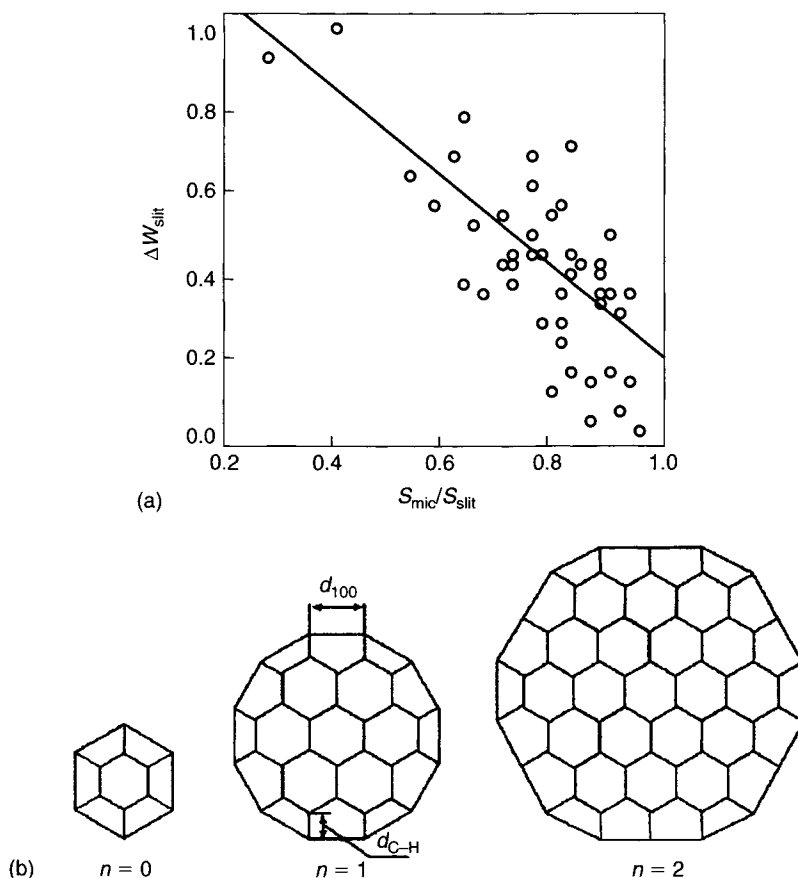 1.0
0.8
0.6
0.4
0.2
0.0
ΔW_slit
0.2 0.4 0.6 0.8 1.0
(a) S_mic/S_slit
d_100
d_C–H
(b) n = 0 n = 1 n = 2